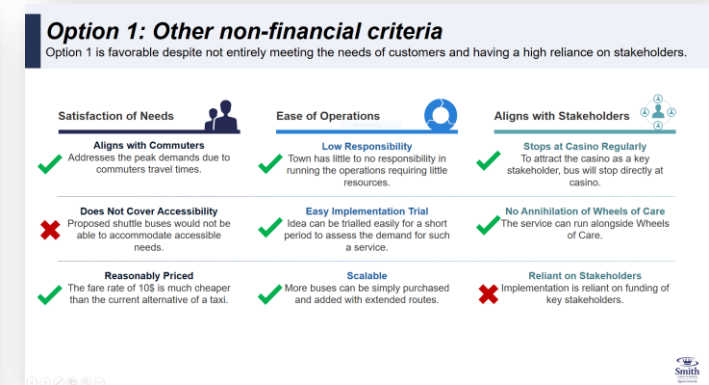 Option 1: Other non-financial criteria
Option 1 is favorable despite not entirely meeting the needs of customers and having a high reliance on stakeholders.
Satisfaction of Needs
Aligns with Commuters
Addresses the peak demands due to
commuters travel times.
Does Not Cover Accessibility
Proposed shuttle buses would not be
able to accommodate accessible
needs.
Reasonably Priced
The fare rate of 10$ is much cheaper
than the current alternative of a taxi.
Ease of Operations
Low Responsibility
Town has little to no responsibility in
running the operations requiring little
resources.
Easy Implementation Trial
Idea can be trialled easily for a short
period to assess the demand for such
a service.
Scalable
More buses can be simply purchased
and added with extended routes.
Aligns with Stakeholders
Stops at Casino Regularly
To attract the casino as a key
stakeholder, bus will stop directly at
casino.
No Annihilation of Wheels of Care
The service can run alongside Wheels
of Care.
Reliant on Stakeholders
Implementation is reliant on funding of
key stakeholders.
Smith